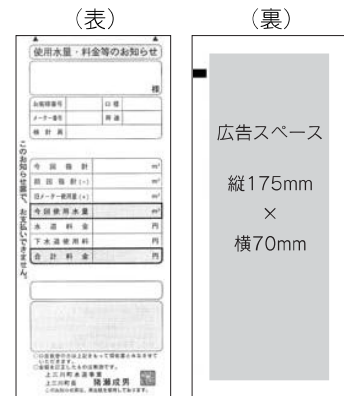 （表）
使用水量・料金等のお知らせ
様
お客様番号
口径
メーター番号
用途
検針員
今回指針 m³
前回指針(-) m³
旧メーター使用量(+) m³
今回使用水量 m³
水道料金 円
下水道使用料 円
合計料金 円
このお知らせ票で、お支払いできません。
上三川町水道事業
上三川町長 猪瀬成男
（裏）
広告スペース
縦175mm
×
横70mm